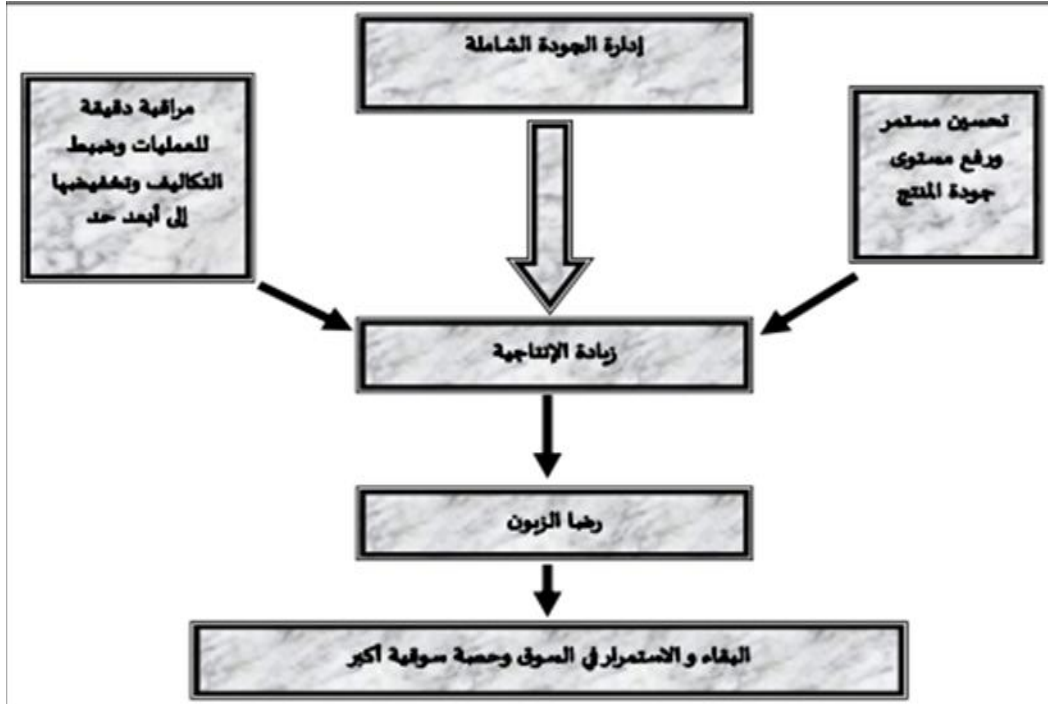 إدارة الجودة الشاملة
تحسين مستمر
ورفع مستوى
جودة المنتج
مراقبة دقيقة
للعمليات وضبط
التكاليف وتخفيضها
إلى أبعد حد
زيادة الإنتاجية
رضا الزبون
البقاء و الاستمرار في السوق وحصة سوقية أكبر